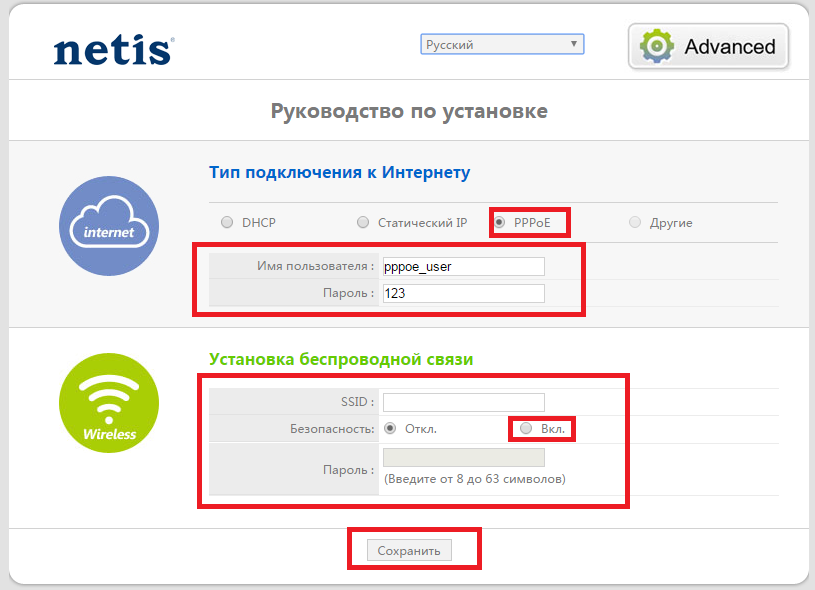 netis®
Русский
Advanced
Руководство по установке
internet
Тип подключения к Интернету
DHCP Статический IP PPPoE Другие
Имя пользователя : pppoe_user
Пароль : 123
Wireless
Установка беспроводной связи
SSID :
Безопасность: Откл. Вкл.
Пароль :
(Введите от 8 до 63 символов)
Сохранить